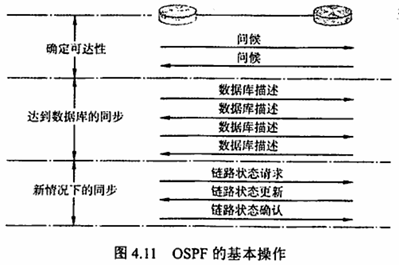 确定可达性
问候
问候
达到数据库的同步
数据库描述
数据库描述
数据库描述
数据库描述
新情况下的同步
链路状态请求
链路状态更新
链路状态确认
图 4.11 OSPF 的基本操作